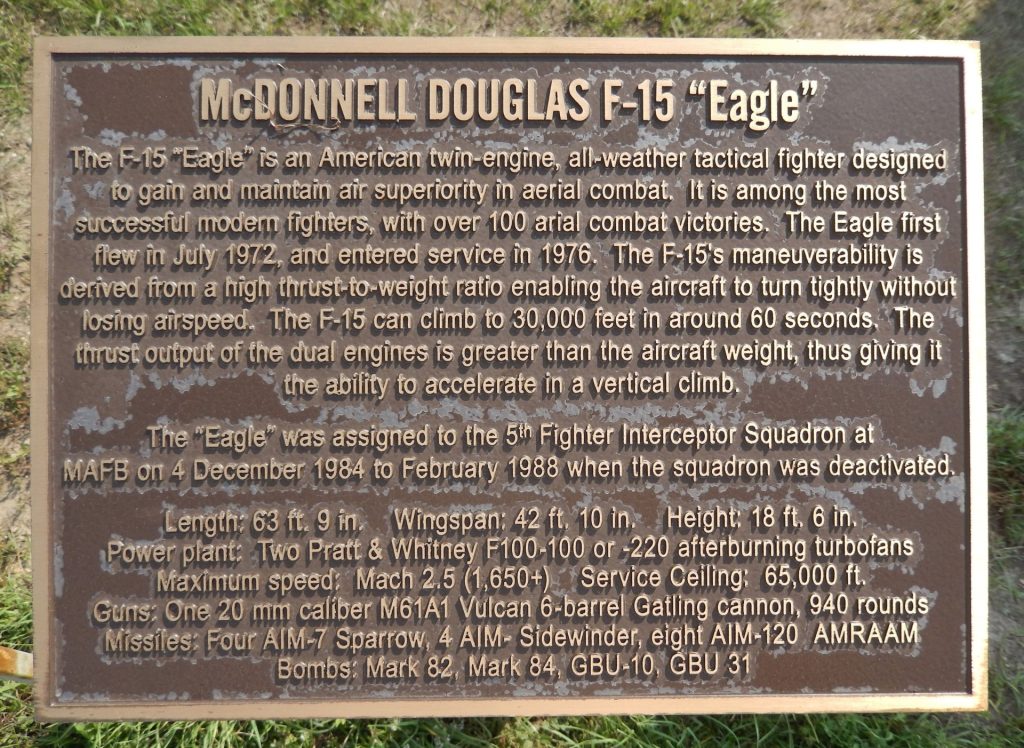 McDONNELL DOUGLAS F-15 “Eagle”
The F-15 “Eagle” is an American twin-engine, all-weather tactical fighter designed
to gain and maintain air superiority in aerial combat. It is among the most
successful modern fighters, with over 100 arial combat victories. The Eagle first
flew in July 1972, and entered service in 1976. The F-15's maneuverability is
derived from a high thrust-to-weight ratio enabling the aircraft to turn tightly without
losing airspeed. The F-15 can climb to 30,000 feet in around 60 seconds. The
thrust output of the dual engines is greater than the aircraft weight, thus giving it
the ability to accelerate in a vertical climb.
The “Eagle” was assigned to the 5th Fighter Interceptor Squadron at
MAFB on 4 December 1984 to February 1988 when the squadron was deactivated.
Length: 63 ft. 9 in. Wingspan: 42 ft. 10 in. Height: 18 ft. 6 in.
Power plant: Two Pratt & Whitney F100-100 or -220 afterburning turbofans
Maximum speed: Mach 2.5 (1,650+) Service Ceiling: 65,000 ft.
Guns: One 20 mm caliber M61A1 Vulcan 6-barrel Gatling cannon, 940 rounds
Missiles: Four AIM-7 Sparrow, 4 AIM- Sidewinder, eight AIM-120 AMRAAM
Bombs: Mark 82, Mark 84, GBU-10, GBU 31